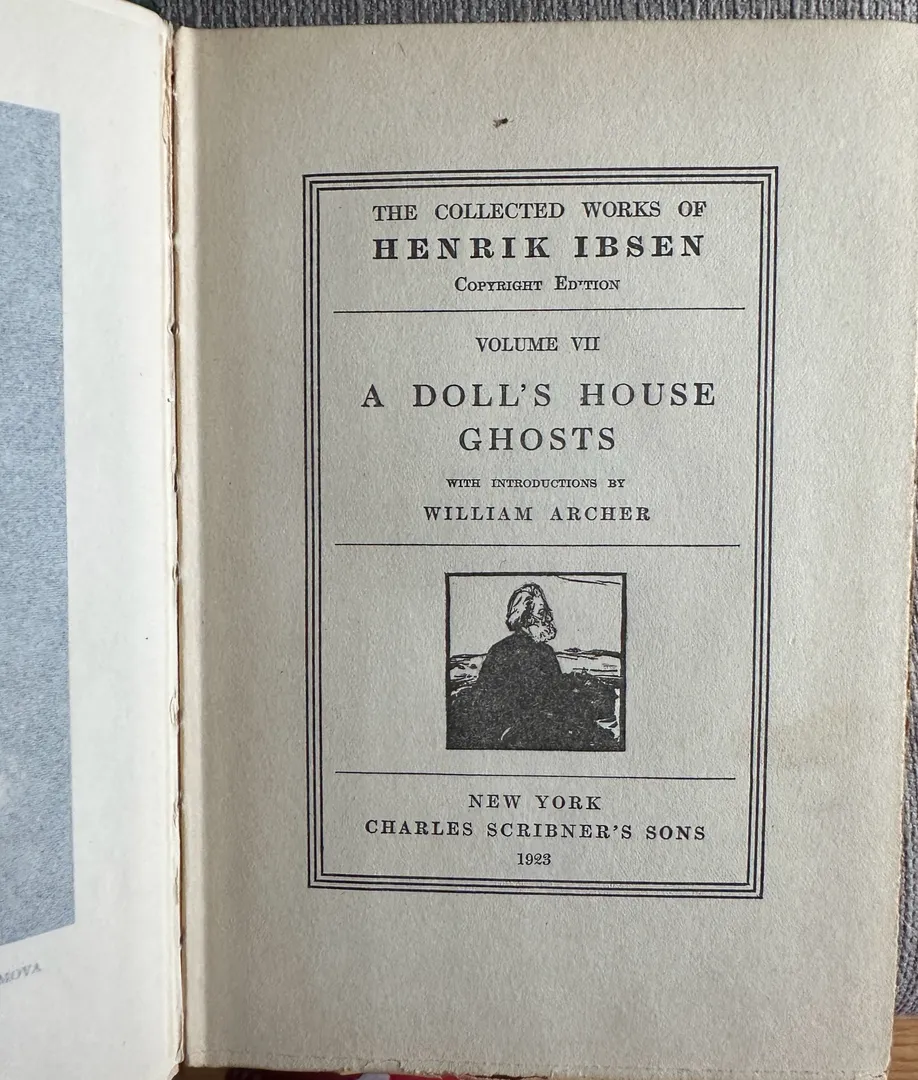 THE COLLECTED WORKS OF
HENRIK IBSEN
COPYRIGHT EDITION
VOLUME VII
A DOLL'S HOUSE
GHOSTS
WITH INTRODUCTIONS BY
WILLIAM ARCHER
NEW YORK
CHARLES SCRIBNER'S SONS
1923